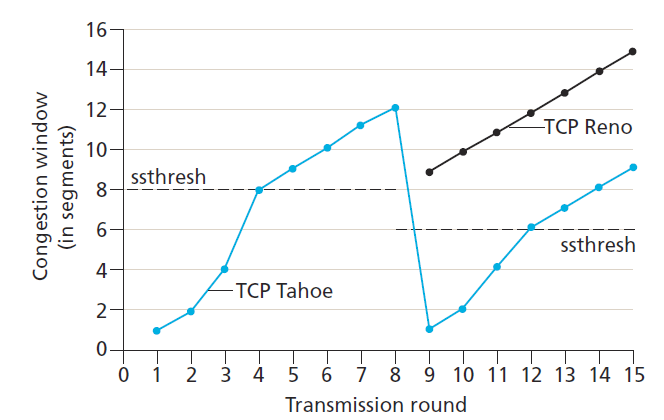 Congestion window
(in segments)
16
14
12
10
8
6
4
2
0
ssthresh
TCP Reno
ssthresh
TCP Tahoe
0 1 2 3 4 5 6 7 8 9 10 11 12 13 14 15
Transmission round